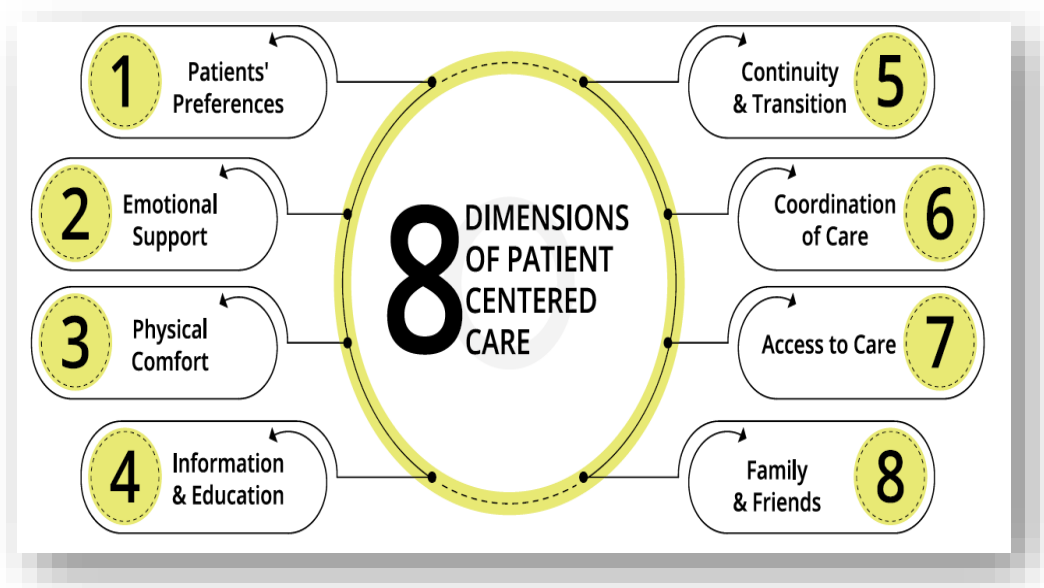 1
Patients'
Preferences
2
Emotional
Support
3
Physical
Comfort
4
Information
& Education
8
DIMENSIONS
OF PATIENT
CENTERED
CARE
Continuity
& Transition
5
Coordination
of Care
6
Access to Care
7
Family
& Friends
8